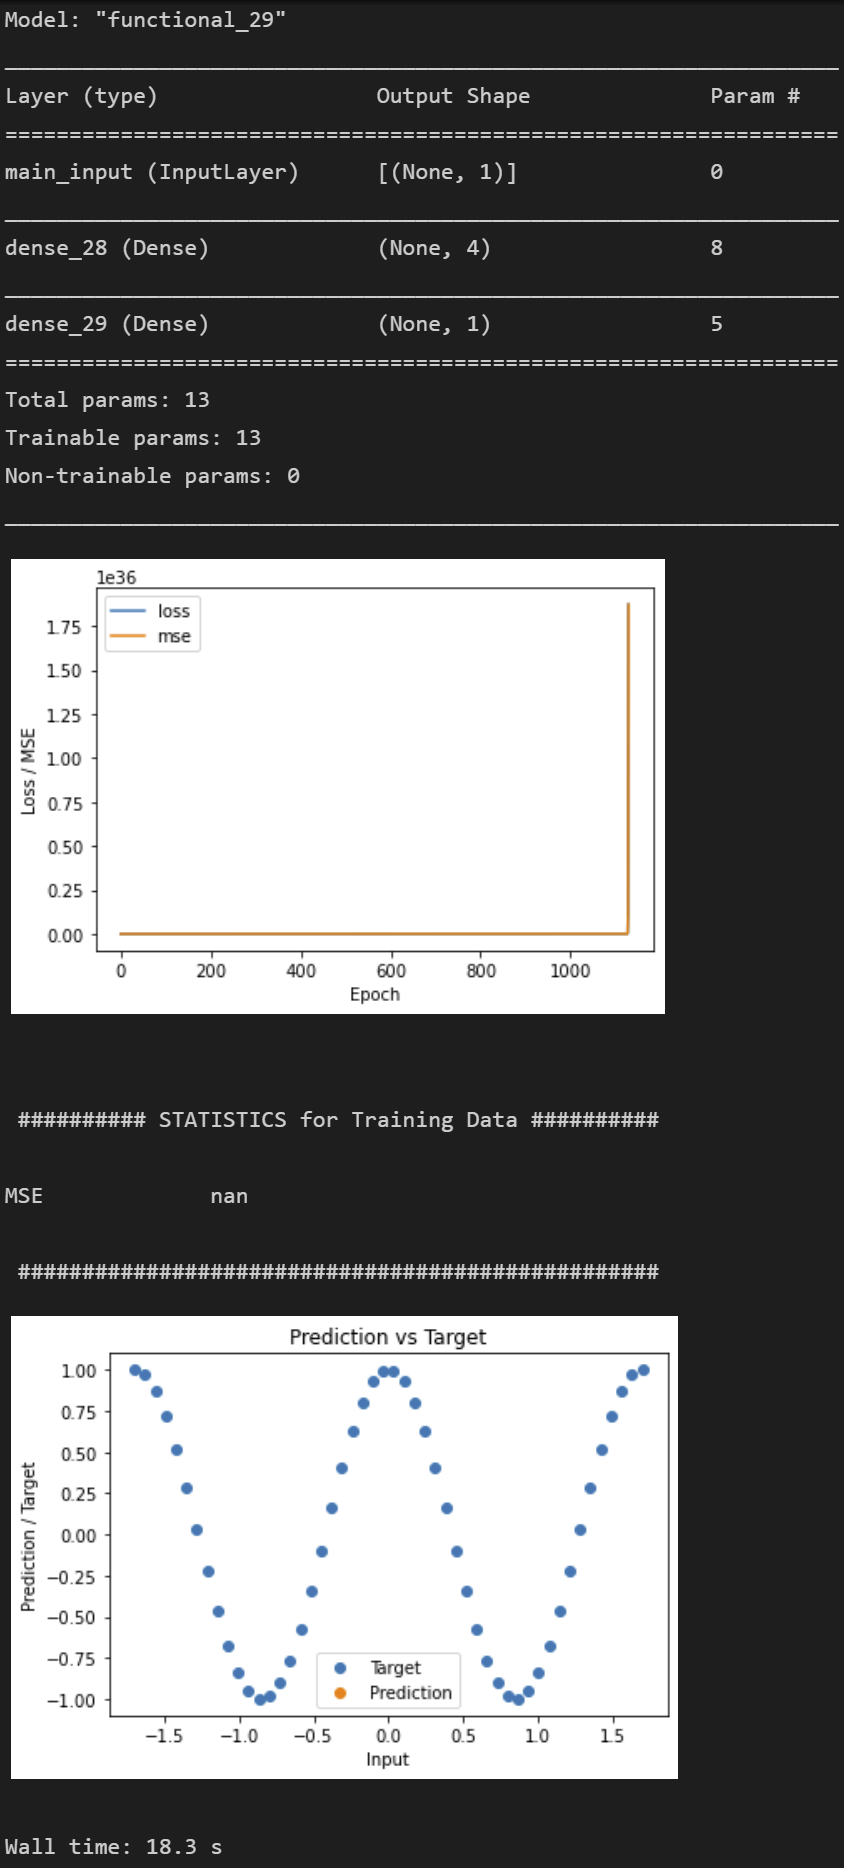 Model: "functional_29"
Layer (type) Output Shape Param #
=================================================================
main_input (InputLayer) [(None, 1)] 0
dense_28 (Dense) (None, 4) 8
dense_29 (Dense) (None, 1) 5
=================================================================
Total params: 13
Trainable params: 13
Non-trainable params: 0
1e36
loss
mse
1.75
1.50
1.25
1.00
0.75
0.50
0.25
0.00
Loss / MSE
0 200 400 600 800 1000
Epoch
########## STATISTICS for Training Data ##########
MSE nan
##################################################
Prediction vs Target
1.00
0.75
0.50
0.25
0.00
−0.25
−0.50
−0.75
−1.00
Prediction / Target
Target
Prediction
−1.5 −1.0 −0.5 0.0 0.5 1.0 1.5
Input
Wall time: 18.3 s